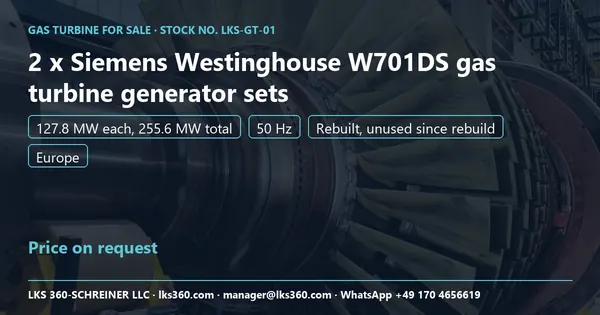 GAS TURBINE FOR SALE · STOCK NO. LKS-GT-01
2 x Siemens Westinghouse W701DS gas
turbine generator sets
127.8 MW each, 255.6 MW total
50 Hz
Rebuilt, unused since rebuild
Europe
Price on request
LKS 360-SCHREINER LLC · lks360.com · manager@lks360.com · WhatsApp +49 170 4656619